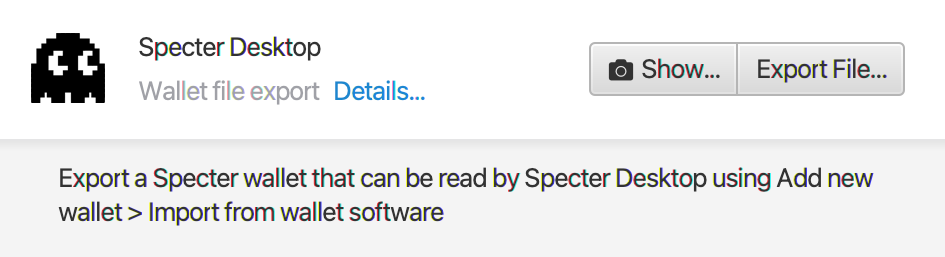 Specter Desktop
Wallet file export Details...
Show... Export File...
Export a Specter wallet that can be read by Specter Desktop using Add new
wallet > Import from wallet software